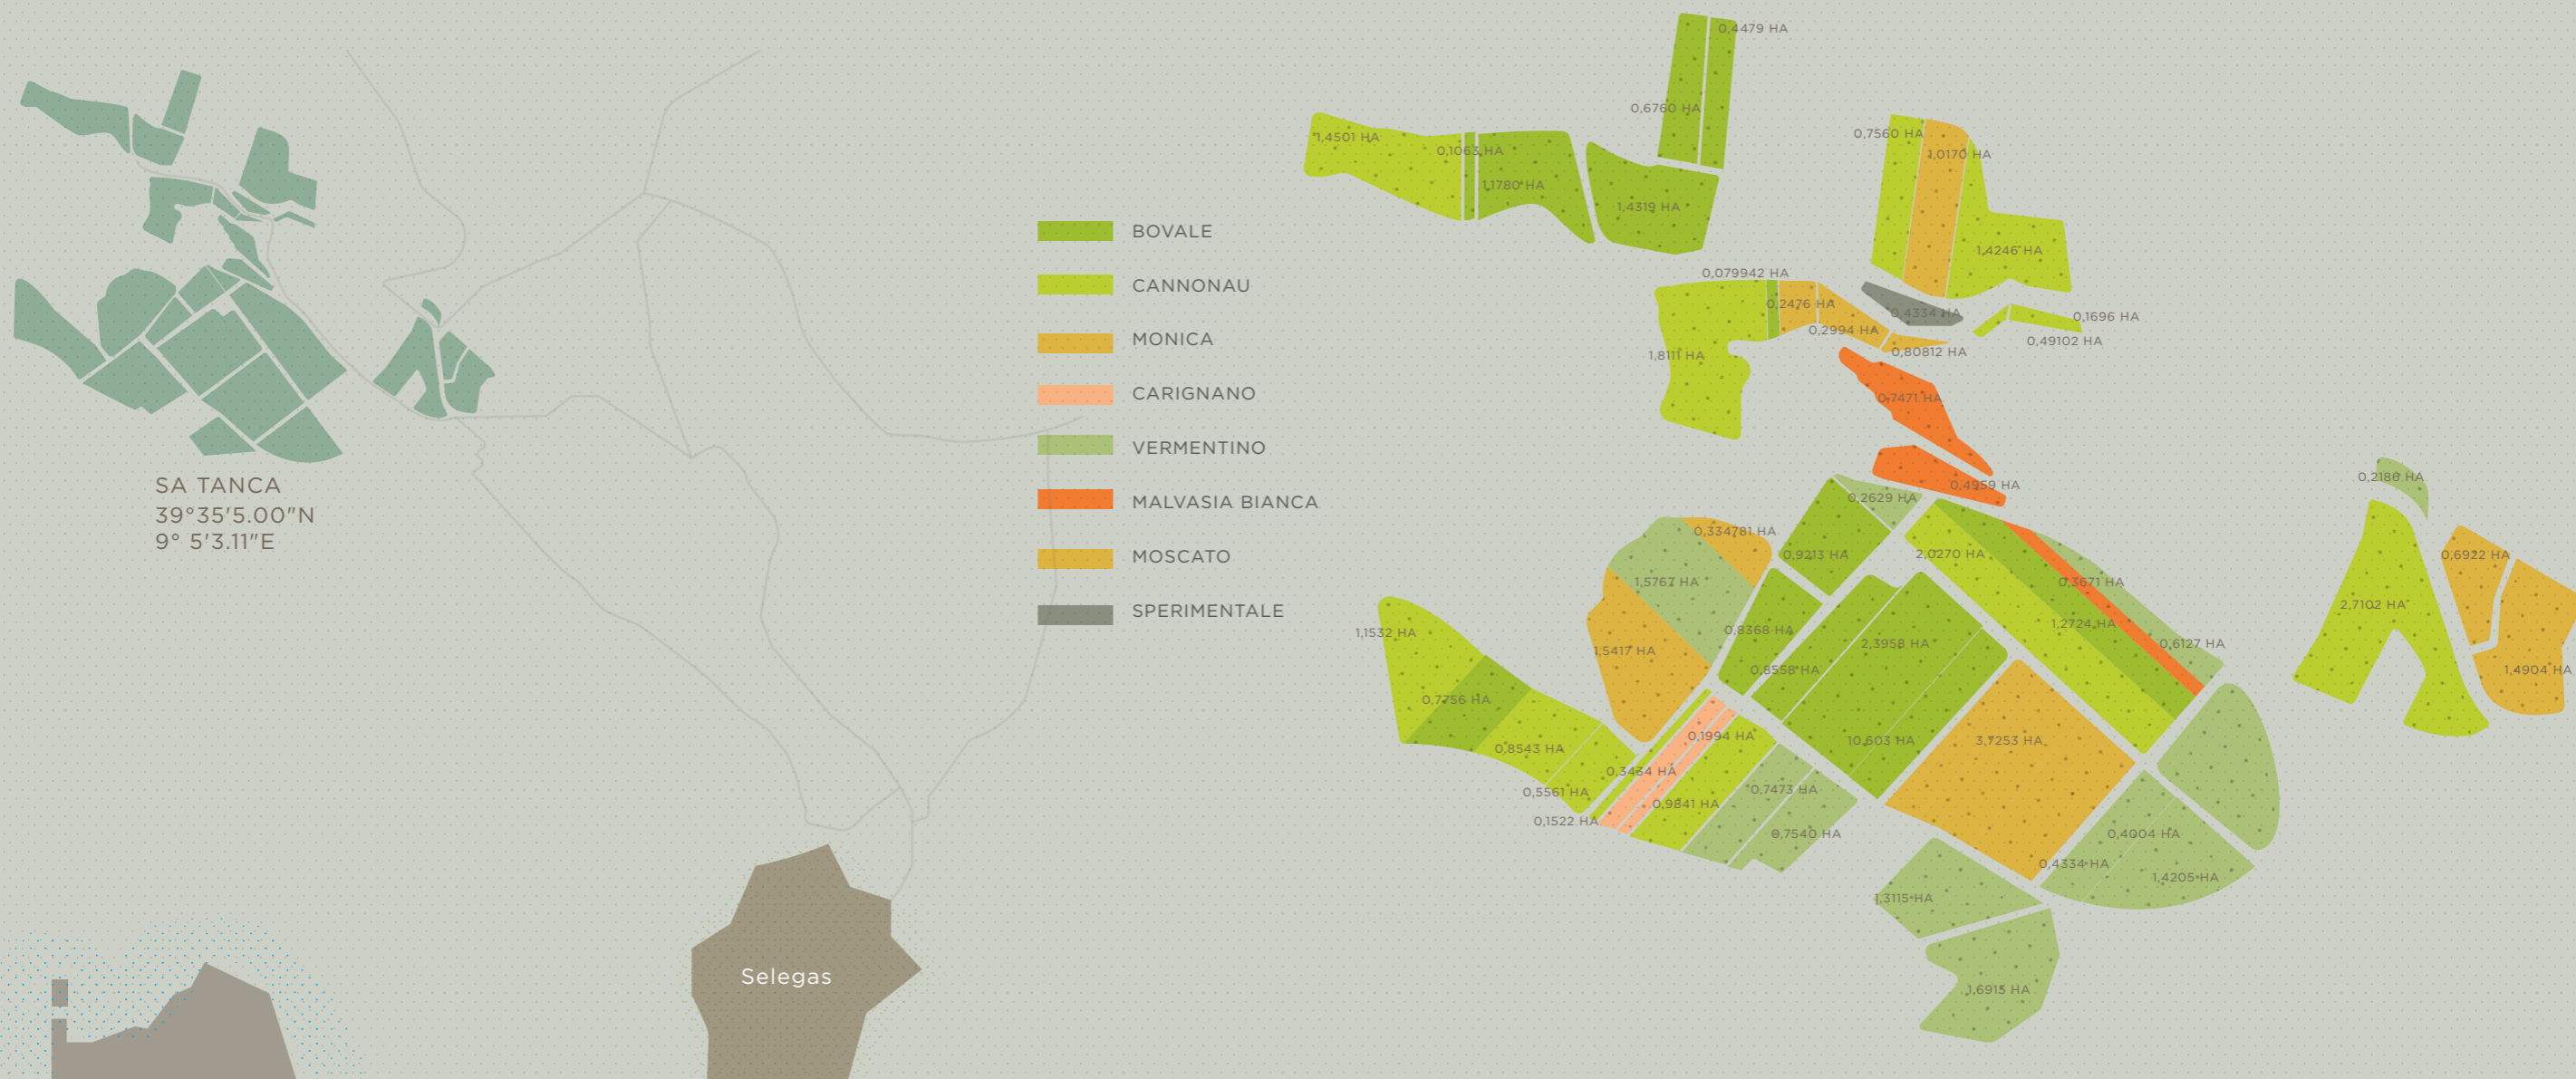 SA TANCA
39°35'5.00"N
9° 5'3.11"E
Selegas
BOVALE
CANNONAU
MONICA
CARIGNANO
VERMENTINO
MALVASIA BIANCA
MOSCATO
SPERIMENTALE
0,4479 HA
0,6760 HA
1,4501 HA
0,1063 HA
1,1780 HA
1,4319 HA
0,7560 HA
1,0170 HA
1,4246 HA
0,079942 HA
0,2476 HA
0,2994 HA
0,4334 HA
0,1696 HA
0,49102 HA
0,80812 HA
1,8111 HA
0,7471 HA
0,4959 HA
0,2629 HA
0,334781 HA
0,9213 HA
2,0270 HA
1,5767 HA
0,3671 HA
1,2724 HA
0,6127 HA
1,1532 HA
1,5417 HA
0,8368 HA
0,8558 HA
2,3958 HA
0,7756 HA
0,8543 HA
0,1994 HA
10,603 HA
3,7253 HA
0,3434 HA
0,5561 HA
0,9841 HA
0,7473 HA
0,1522 HA
0,7540 HA
0,4004 HA
0,4334 HA
1,4205 HA
1,3115 HA
1,6915 HA
0,2186 HA
0,6922 HA
2,7102 HA
1,4904 HA